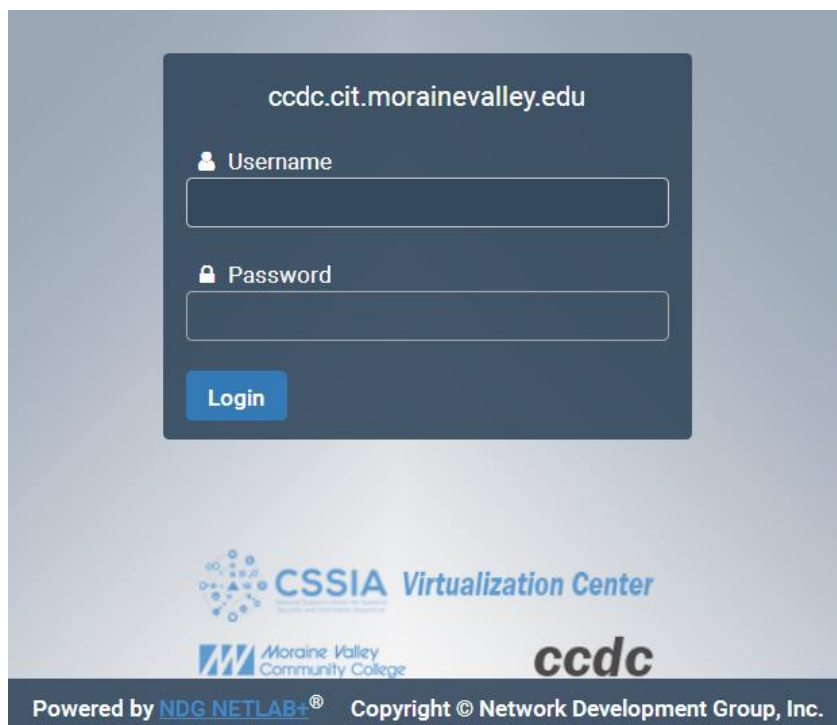 ccdc.cit.morainevalley.edu
Username
Password
Login
CSSIA Virtualization Center
Moraine Valley
Community College
ccdc
Powered by NDG NETLAB+® Copyright © Network Development Group, Inc.